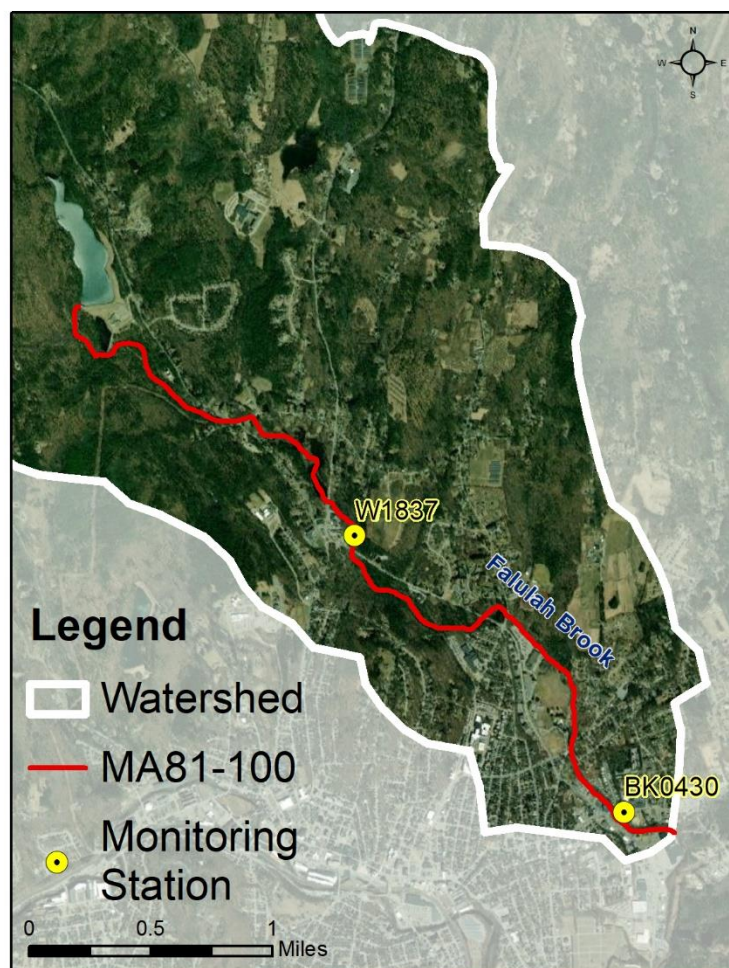 N
W E
S
W1837
Falulah Brook
BK0430
Legend
Watershed
MA81-100
Monitoring
Station
0 0.5 1
Miles